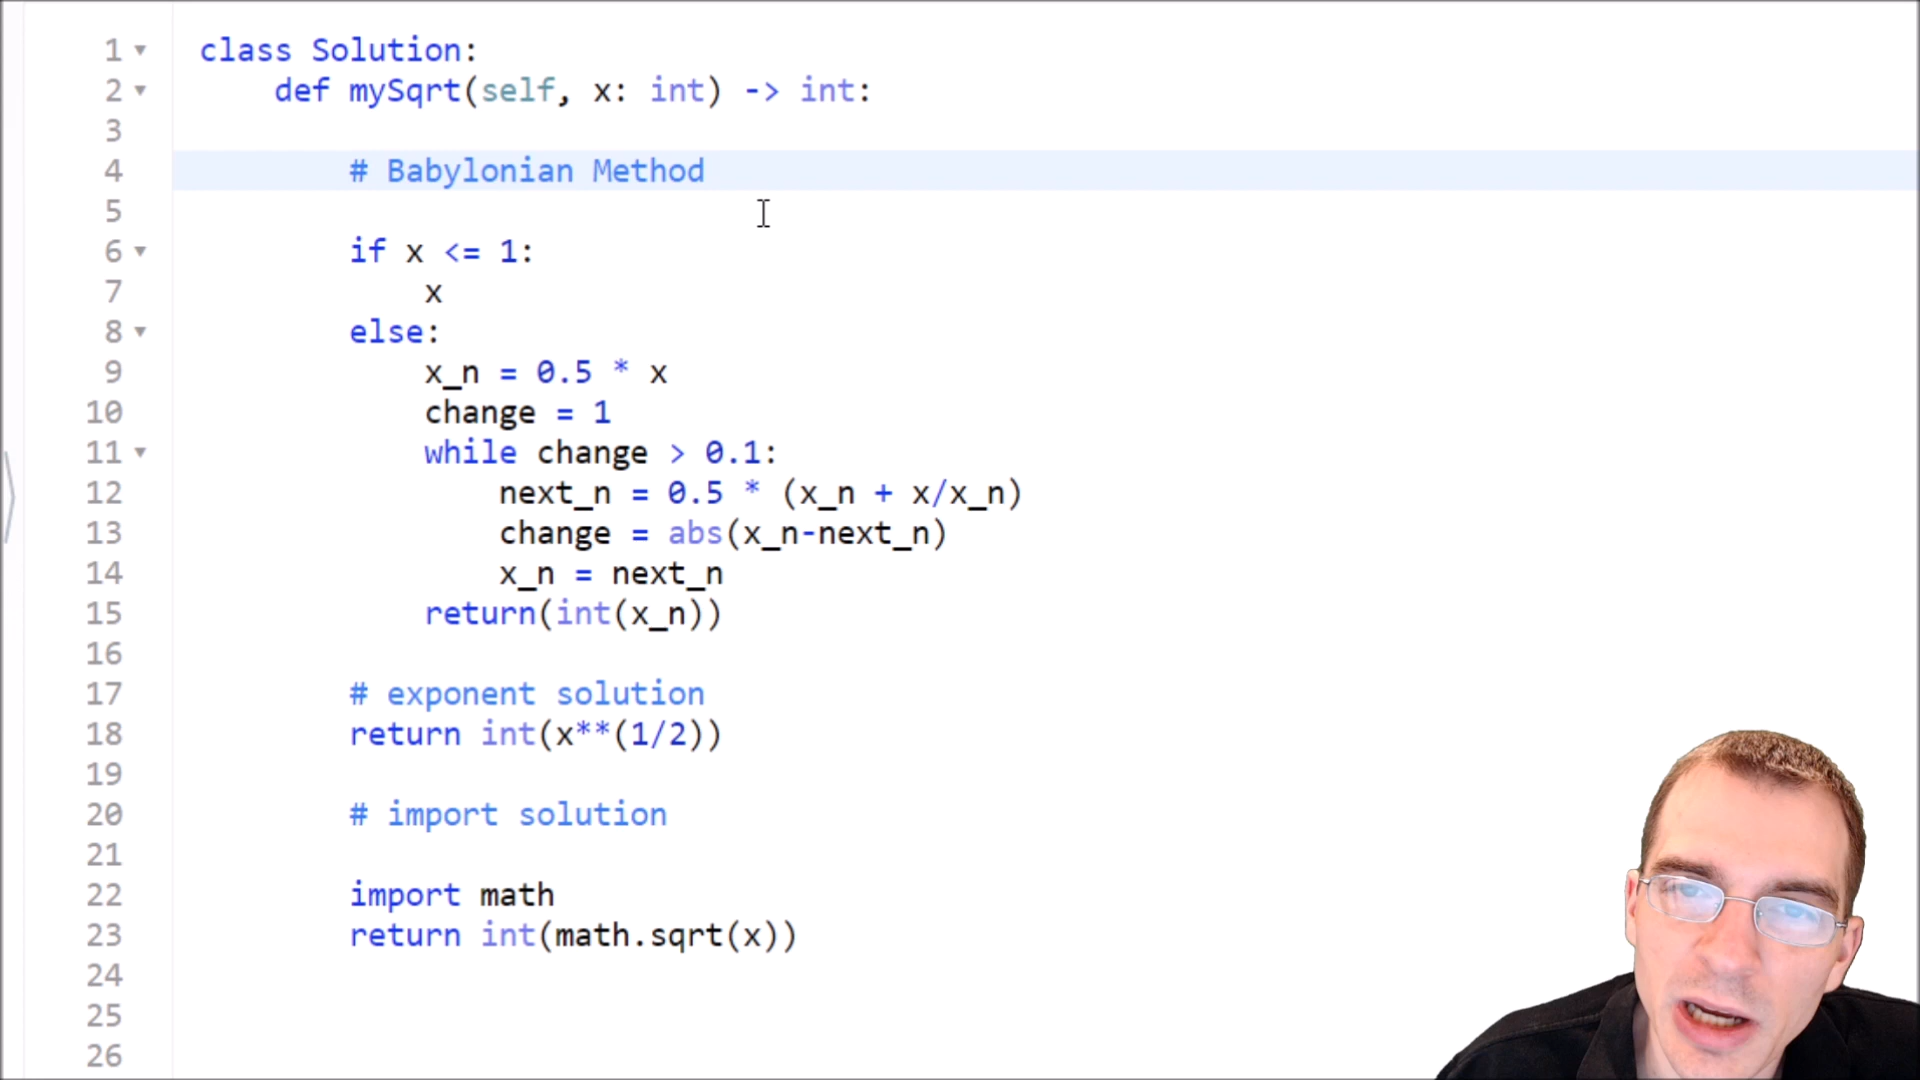 1 class Solution:
2 def mySqrt(self, x: int) -> int:
3
4 # Babylonian Method
5
6 if x <= 1:
7 x
8 else:
9 x_n = 0.5 * x
10 change = 1
11 while change > 0.1:
12 next_n = 0.5 * (x_n + x/x_n)
13 change = abs(x_n-next_n)
14 x_n = next_n
15 return(int(x_n))
16
17 # exponent solution
18 return int(x**(1/2))
19
20 # import solution
21
22 import math
23 return int(math.sqrt(x))
24
25
26